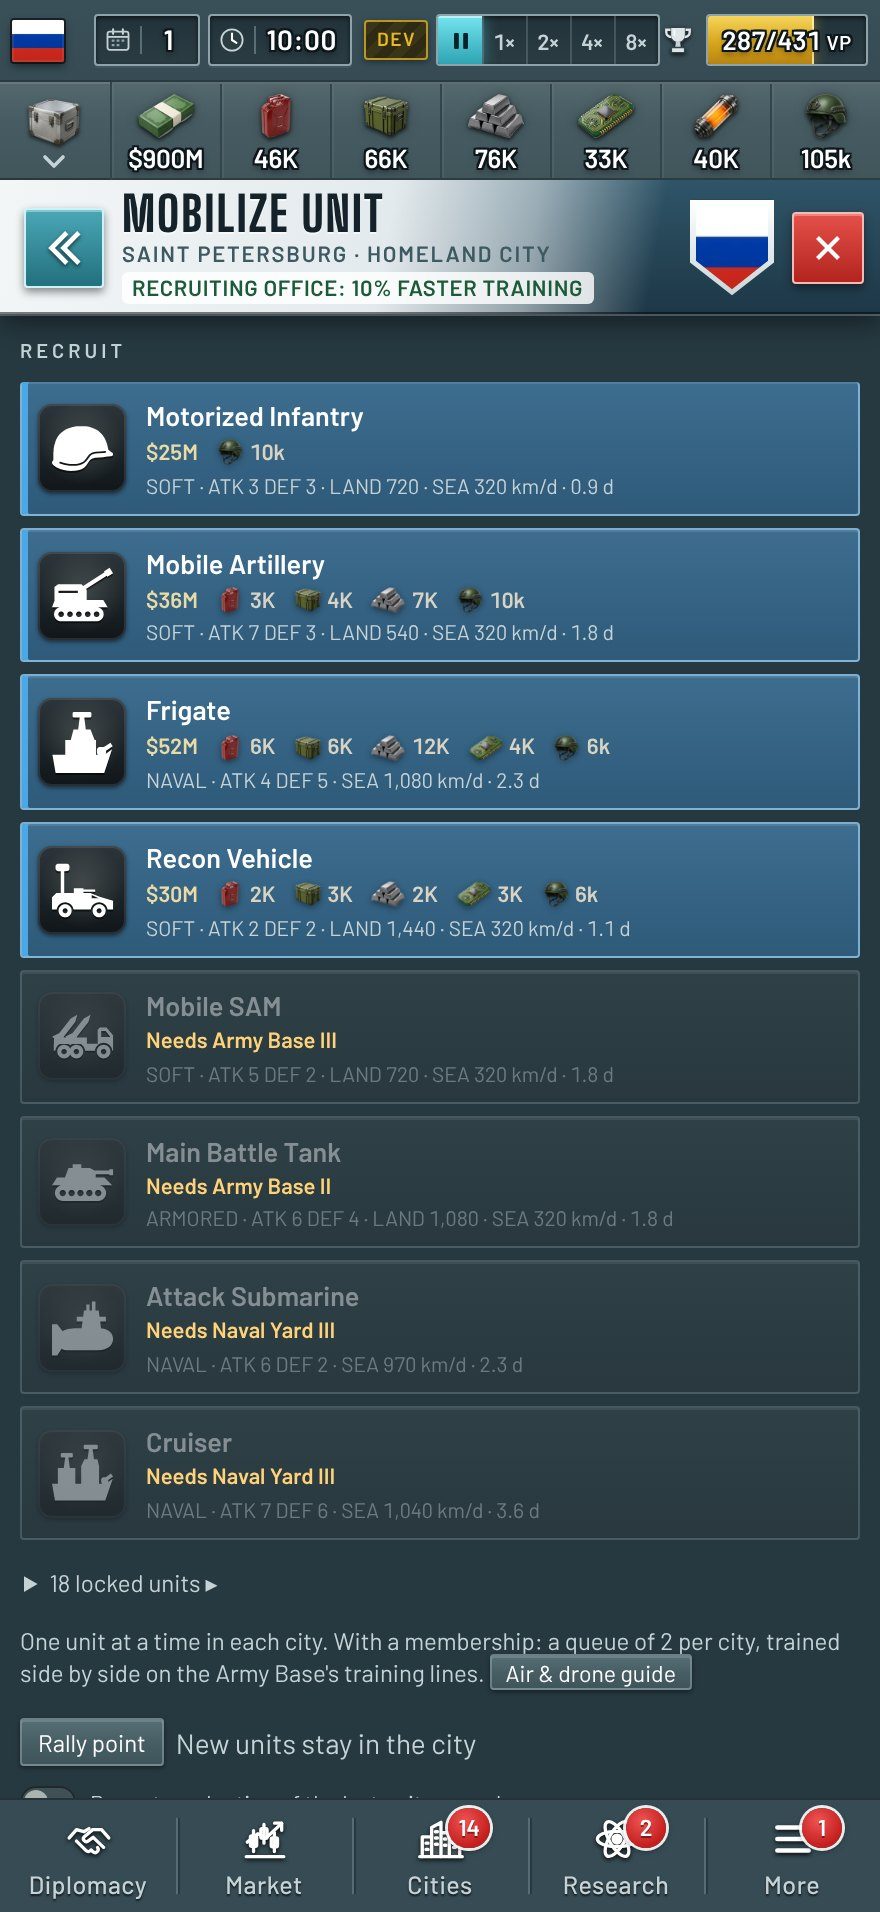 1
10:00
DEV
1×
2×
4×
8×
287/431 VP
$900M
46K
66K
76K
33K
40K
105k
MOBILIZE UNIT
SAINT PETERSBURG · HOMELAND CITY
RECRUITING OFFICE: 10% FASTER TRAINING
RECRUIT
Motorized Infantry
$25M 10k
SOFT · ATK 3 DEF 3 · LAND 720 · SEA 320 km/d · 0.9 d
Mobile Artillery
$36M 3K 4K 7K 10k
SOFT · ATK 7 DEF 3 · LAND 540 · SEA 320 km/d · 1.8 d
Frigate
$52M 6K 6K 12K 4K 6k
NAVAL · ATK 4 DEF 5 · SEA 1,080 km/d · 2.3 d
Recon Vehicle
$30M 2K 3K 2K 3K 6k
SOFT · ATK 2 DEF 2 · LAND 1,440 · SEA 320 km/d · 1.1 d
Mobile SAM
Needs Army Base III
SOFT · ATK 5 DEF 2 · LAND 720 · SEA 320 km/d · 1.8 d
Main Battle Tank
Needs Army Base II
ARMORED · ATK 6 DEF 4 · LAND 1,080 · SEA 320 km/d · 1.8 d
Attack Submarine
Needs Naval Yard III
NAVAL · ATK 6 DEF 2 · SEA 970 km/d · 2.3 d
Cruiser
Needs Naval Yard III
NAVAL · ATK 7 DEF 6 · SEA 1,040 km/d · 3.6 d
▶ 18 locked units ▸
One unit at a time in each city. With a membership: a queue of 2 per city, trained
side by side on the Army Base's training lines. Air & drone guide
Rally point New units stay in the city
14
2
1
Diplomacy
Market
Cities
Research
More